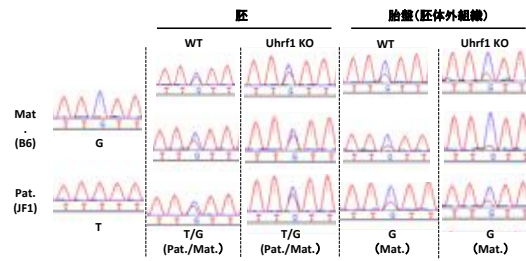 胚 胎盤(胚体外組織)
WT Uhrf1 KO WT Uhrf1 KO
Mat
.
(B6)
T T G T T
G
Pat.
(JF1)
T T T T T
T
T T G T T
T T G T T
T T G T T
T/G
(Pat./Mat.)
T T G T T
T T G T T
T T G T T
T/G
(Pat./Mat.)
T T G T T
T T G T T
T T G T T
G
(Mat.)
T T G T T
T T G T T
T T G T T
G
(Mat.)